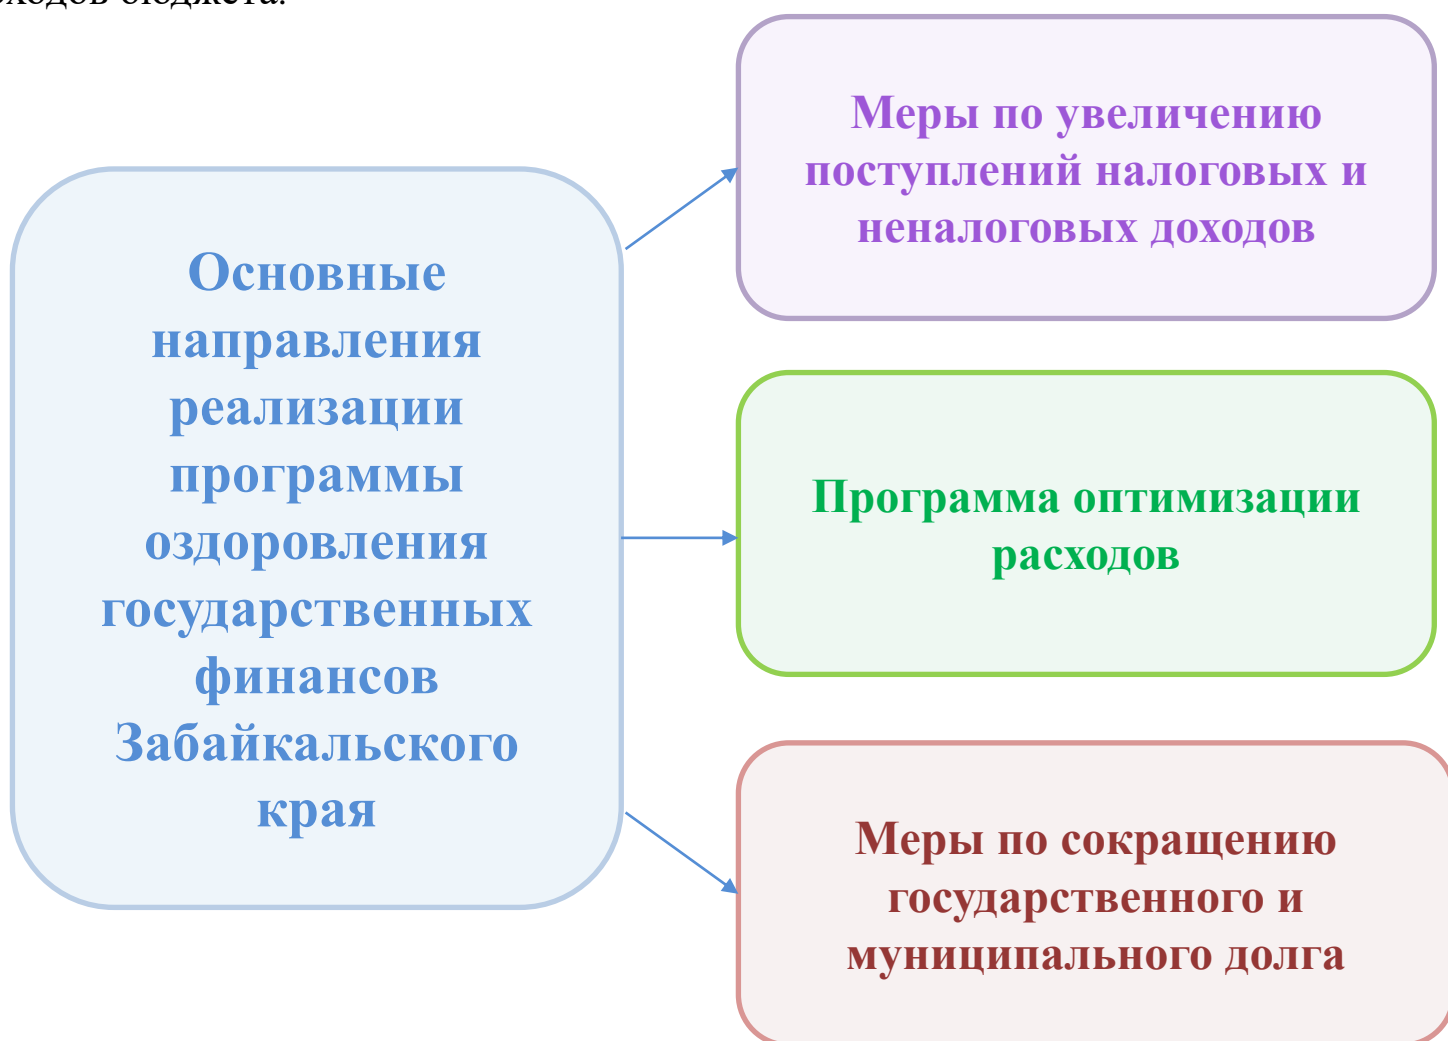 бюджета.
Основные
направления
реализации
программы
оздоровления
государственных
финансов
Забайкальского
края
Меры по увеличению
поступлений налоговых и
неналоговых доходов
Программа оптимизации
расходов
Меры по сокращению
государственного и
муниципального долга